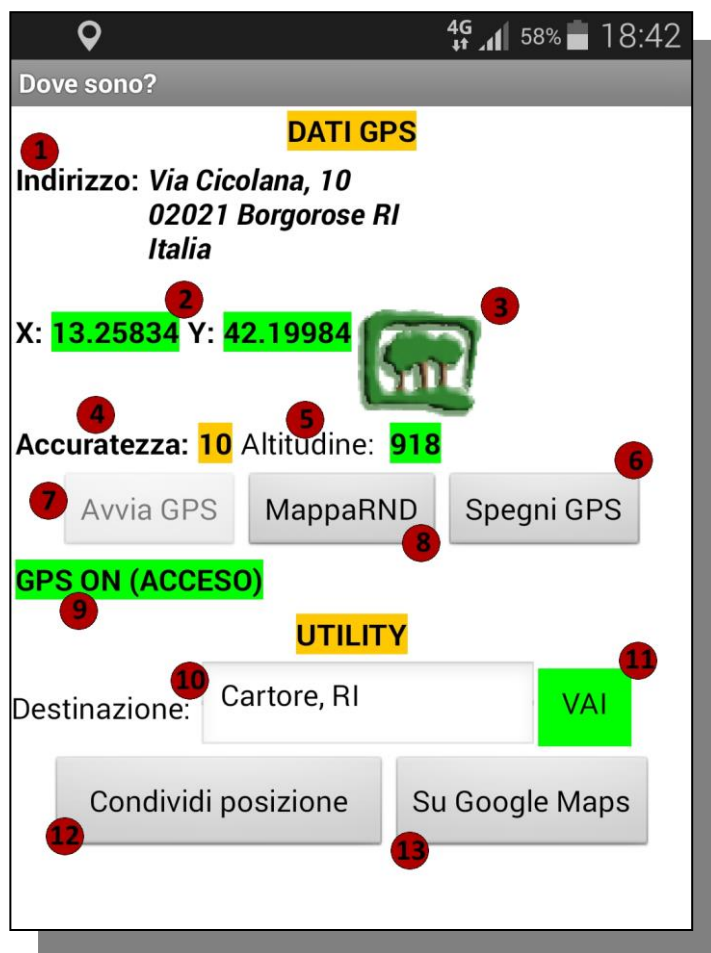 4G 58% 18:42
Dove sono?
DATI GPS
1
Indirizzo: Via Cicolana, 10
02021 Borgorose RI
Italia
2 3
X: 13.25834 Y: 42.19984
4 5
Accuratezza: 10 Altitudine: 918
6
7 Avvia GPS MappaRND Spegni GPS
8
GPS ON (ACCESO)
9
UTILITY
10 11
Destinazione: Cartore, RI VAI
Condividi posizione Su Google Maps
12 13